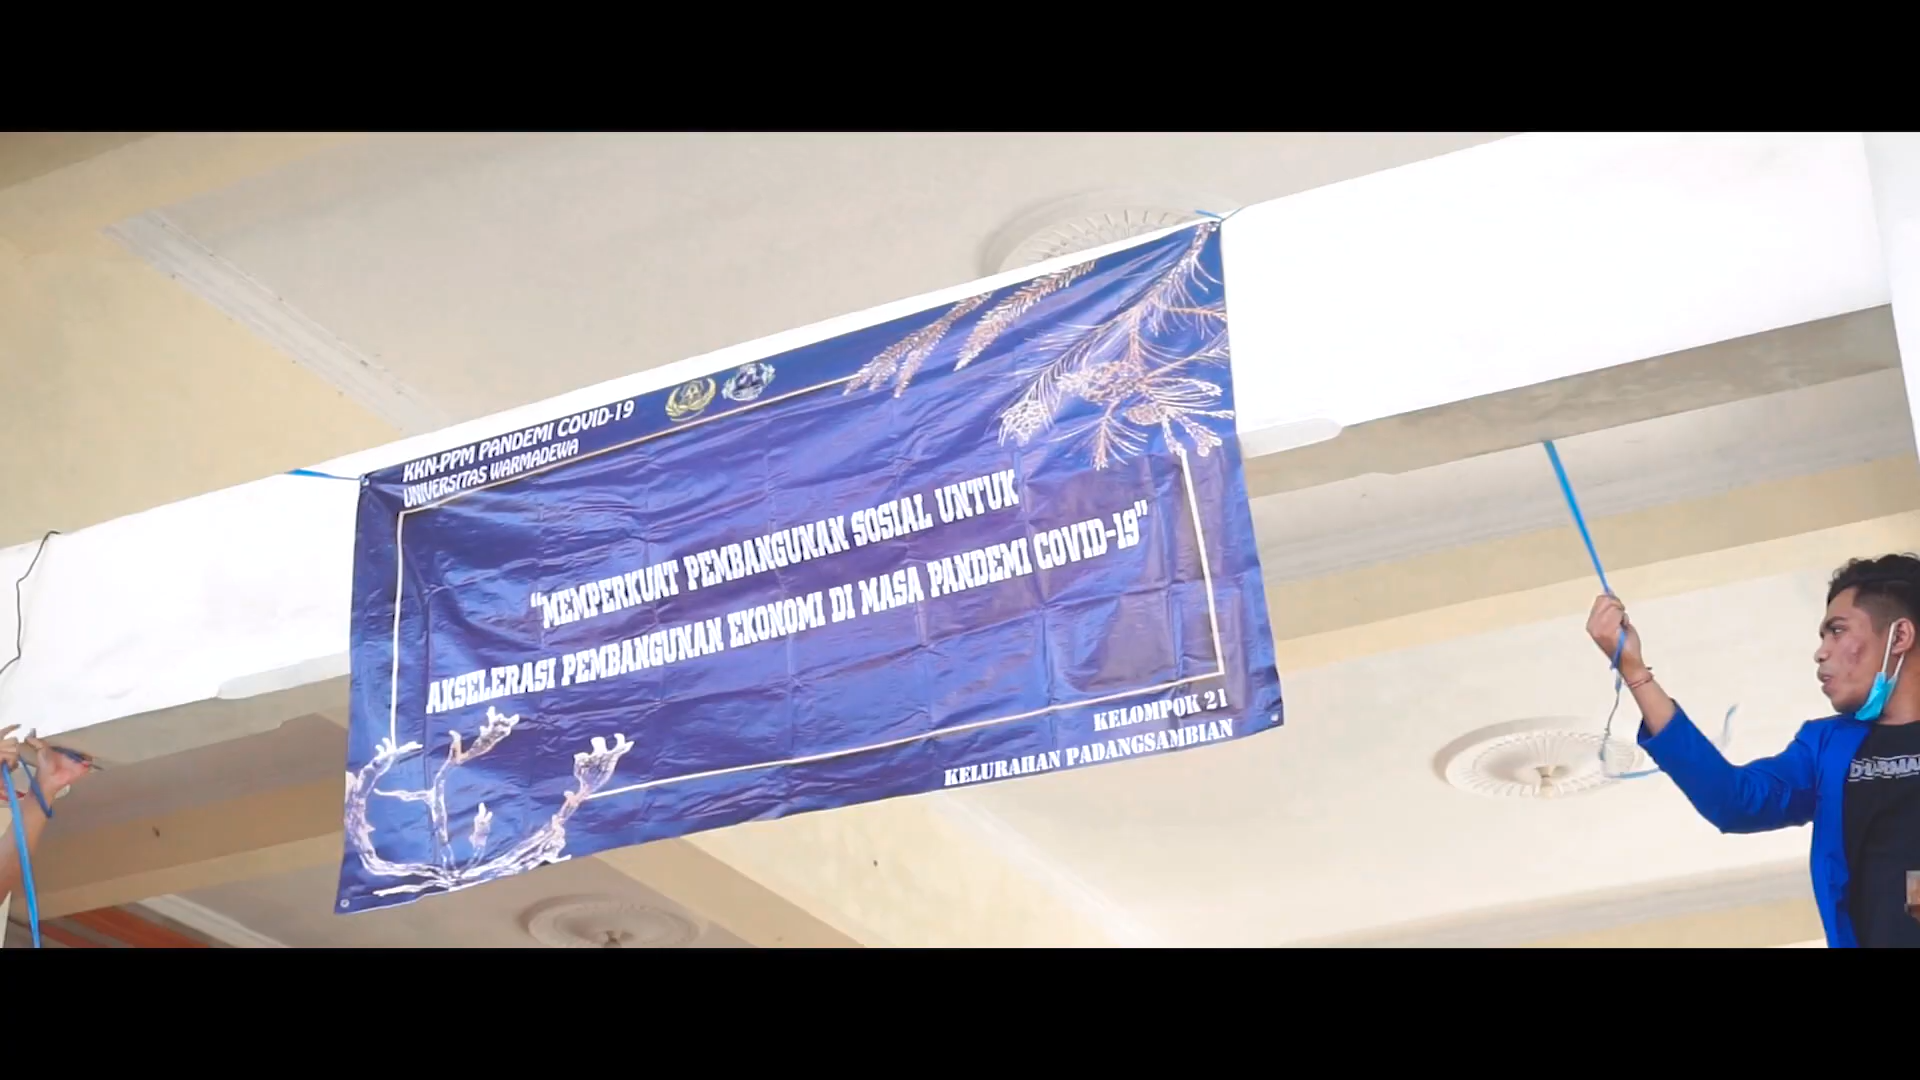 KKN-PPM PANDEMI COVID-19
UNIVERSITAS WARMADEWA
“MEMPERKUAT PEMBANGUNAN SOSIAL UNTUK
AKSELERASI PEMBANGUNAN EKONOMI DI MASA PANDEMI COVID-19”
KELOMPOK 21
KELURAHAN PADANGSAMBIAN